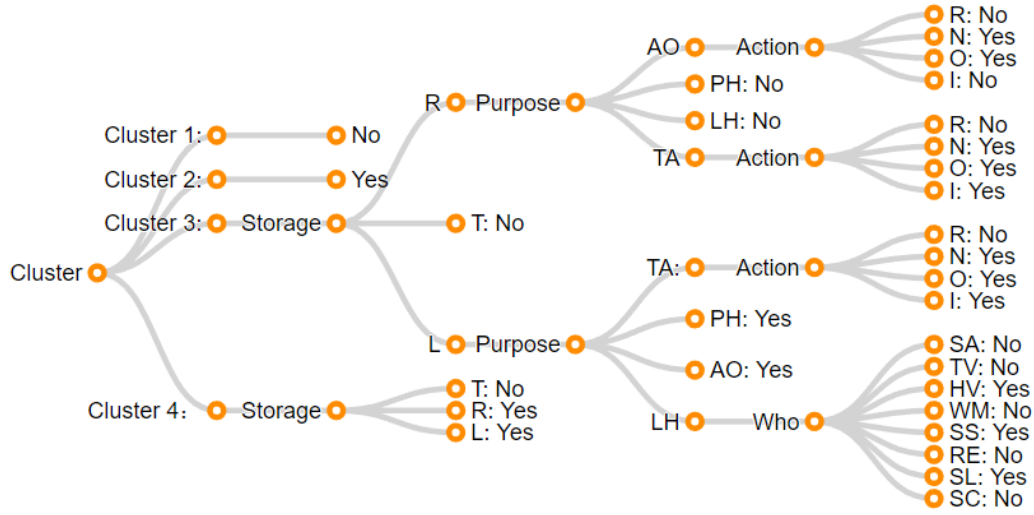 R: No
N: Yes
AO Action
O: Yes
I: No
PH: No
R Purpose
LH: No
R: No
Cluster 1: No
N: Yes
TA Action
O: Yes
Cluster 2: Yes
I: Yes
Cluster 3: Storage
T: No
R: No
N: Yes
Cluster
TA: Action
O: Yes
I: Yes
PH: Yes
L Purpose
SA: No
TV: No
AO: Yes
T: No
HV: Yes
Cluster 4: Storage
R: Yes
WM: No
LH Who
L: Yes
SS: Yes
RE: No
SL: Yes
SC: No